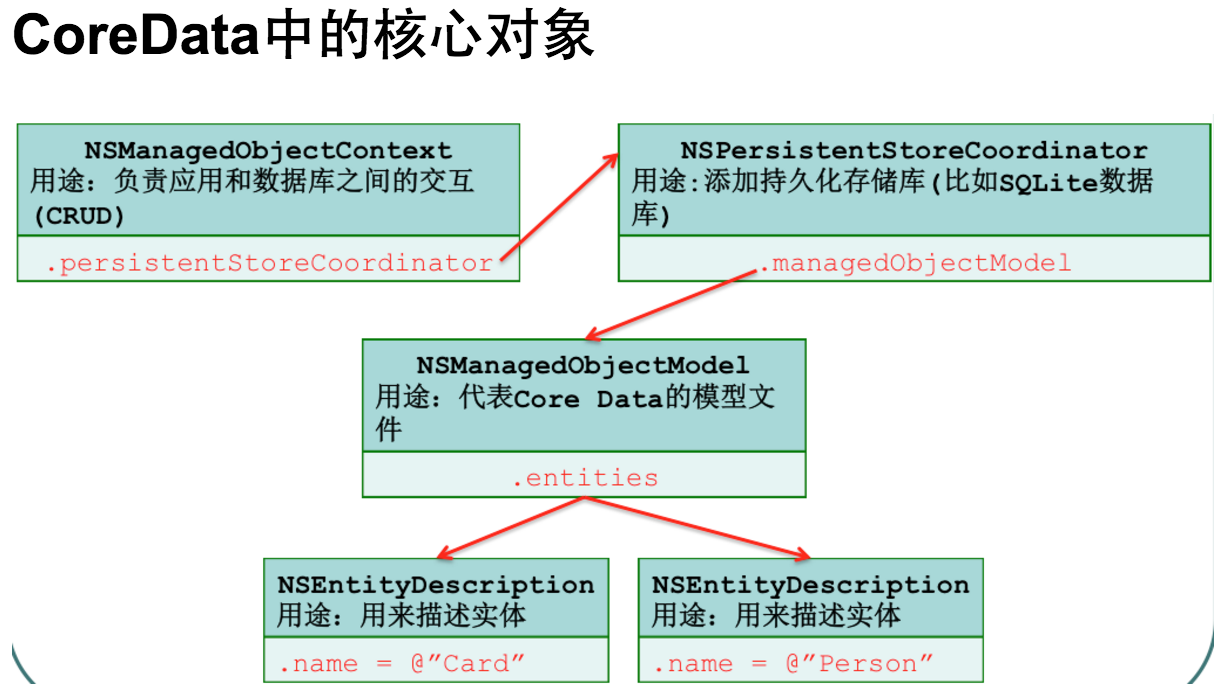 CoreData中的核心对象
NSManagedObjectContext
用途：负责应用和数据库之间的交互
(CRUD)
.persistentStoreCoordinator
NSPersistentStoreCoordinator
用途:添加持久化存储库(比如SQLite数据
库)
.managedObjectModel
NSManagedObjectModel
用途：代表Core Data的模型文
件
.entities
NSEntityDescription
用途：用来描述实体
.name = @”Card”
NSEntityDescription
用途：用来描述实体
.name = @”Person”